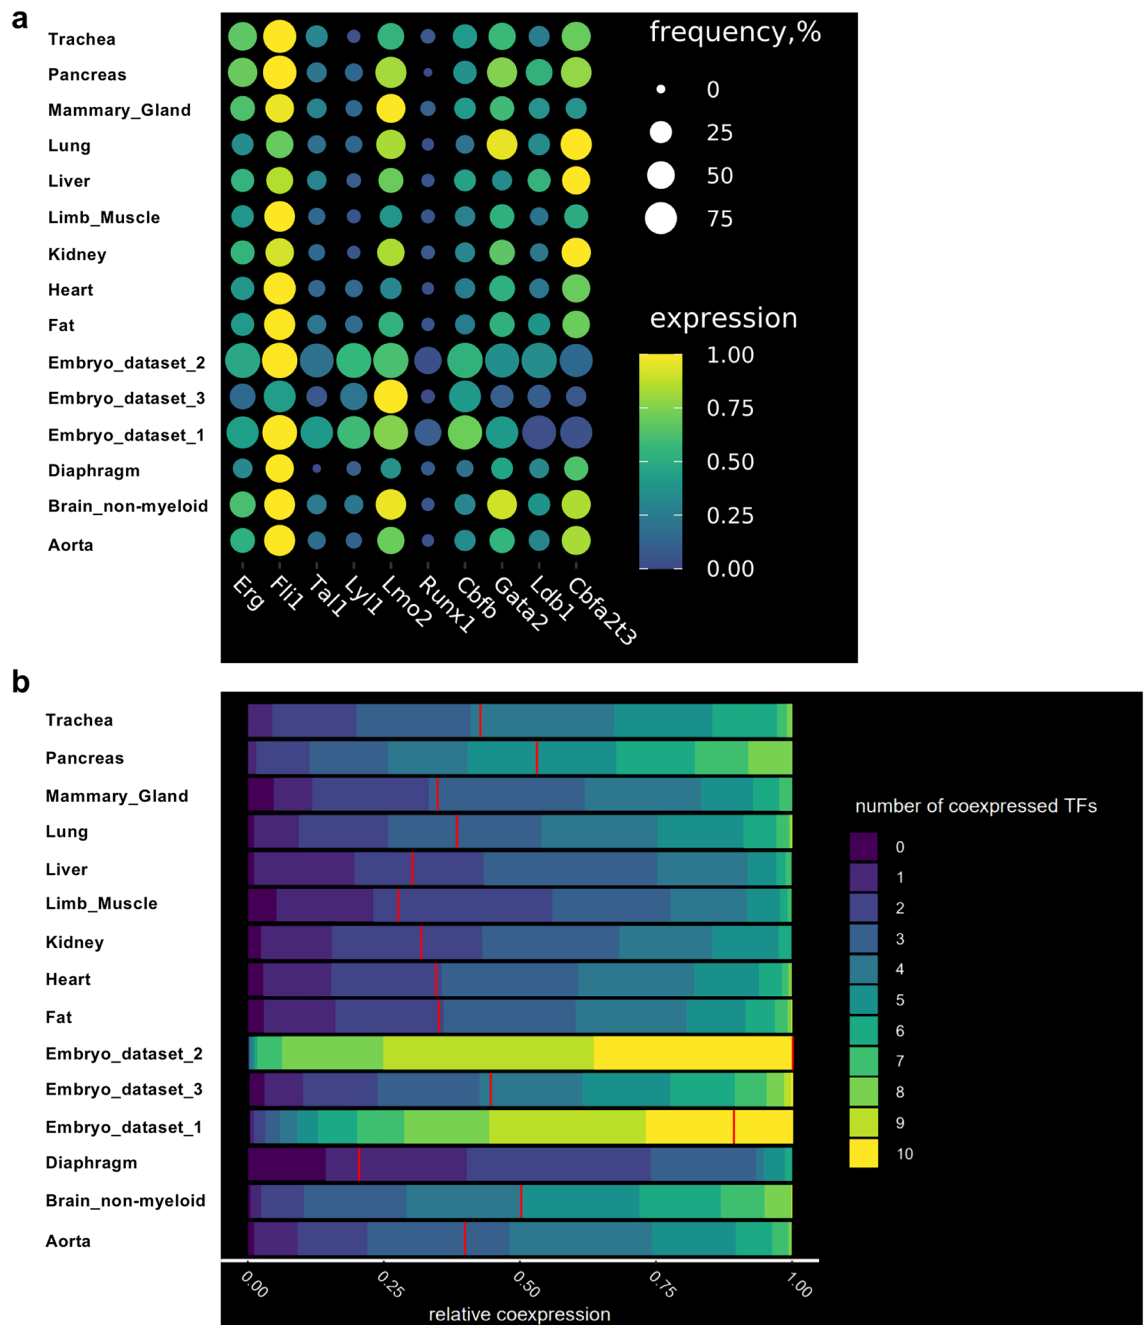 a
Trachea
Pancreas
Mammary_Gland
Lung
Liver
Limb_Muscle
Kidney
Heart
Fat
Embryo_dataset_2
Embryo_dataset_3
Embryo_dataset_1
Diaphragm
Brain_non-myeloid
Aorta
Erg
Fli1
Tal1
Lyl1
Lmo2
Runx1
Cbfb
Gata2
Ldb1
Cbfa2t3
frequency,%
0
25
50
75
expression
1.00
0.75
0.50
0.25
0.00
b
Trachea
Pancreas
Mammary_Gland
Lung
Liver
Limb_Muscle
Kidney
Heart
Fat
Embryo_dataset_2
Embryo_dataset_3
Embryo_dataset_1
Diaphragm
Brain_non-myeloid
Aorta
0.00
0.25
0.50
0.75
1.00
relative coexpression
number of coexpressed TFs
0
1
2
3
4
5
6
7
8
9
10